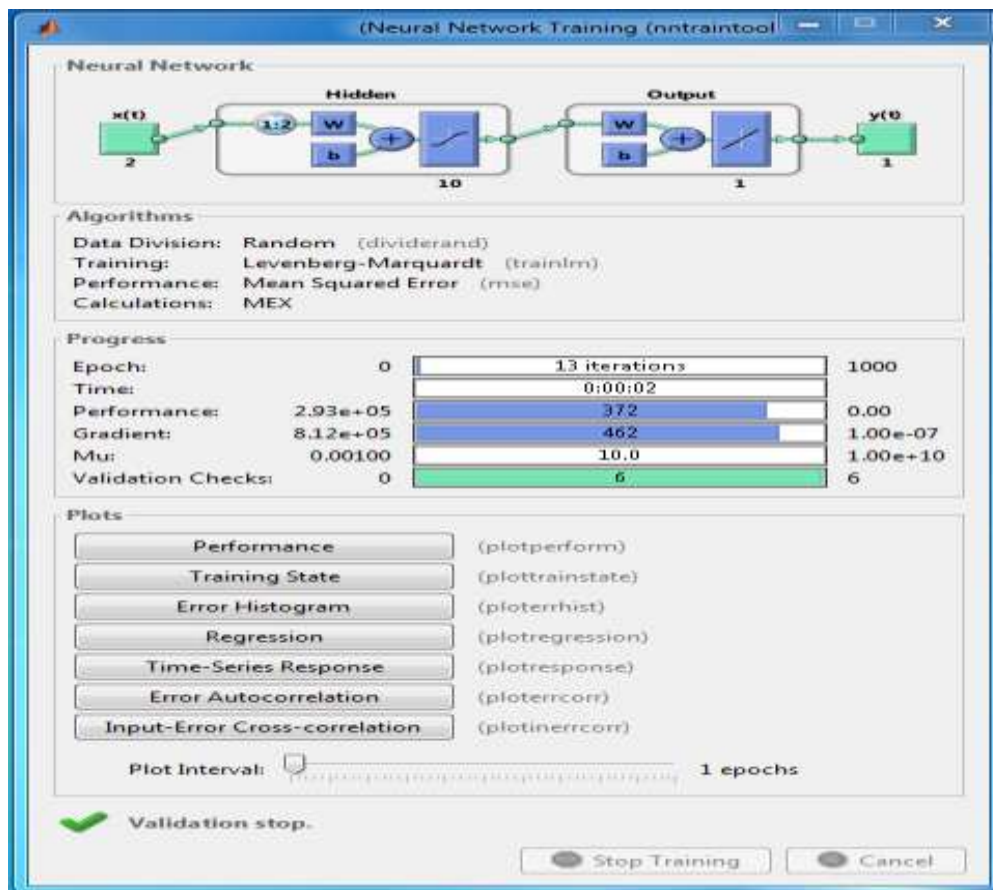 (Neural Network Training (nntraintool
Neural Network
Hidden
Output
x(t)
1:2
W
b
W
b
y(t)
2
10
1
1
Algorithms
Data Division: Random (dividerand)
Training: Levenberg-Marquardt (trainlm)
Performance: Mean Squared Error (mse)
Calculations: MEX
Progress
Epoch: 0 13 iterations 1000
Time: 0:00:02
Performance: 2.93e+05 372 0.00
Gradient: 8.12e+05 462 1.00e-07
Mu: 0.00100 10.0 1.00e+10
Validation Checks: 0 6 6
Plots
Performance (plotperform)
Training State (plottrainstate)
Error Histogram (ploterrhist)
Regression (plotregression)
Time-Series Response (plotresponse)
Error Autocorrelation (ploterrcorr)
Input-Error Cross-correlation (plotinerrcorr)
Plot Interval: 1 epochs
Validation stop.
Stop Training Cancel